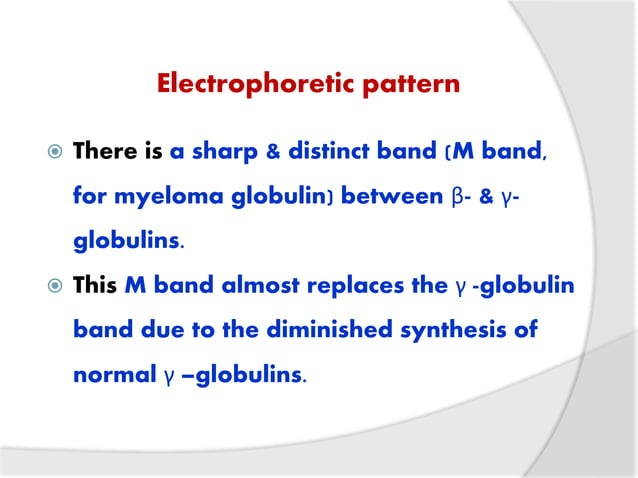 Electrophoretic pattern
There is a sharp & distinct band (M band,
for myeloma globulin) between β- & γ-
globulins.
This M band almost replaces the γ -globulin
band due to the diminished synthesis of
normal γ –globulins.